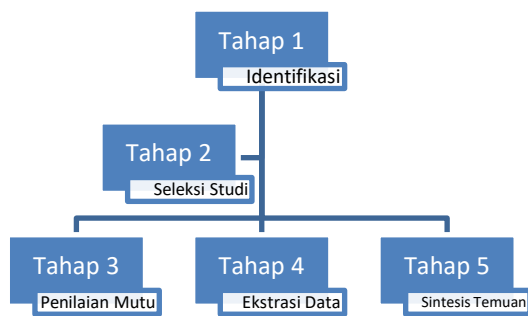 Tahap 1
Identifikasi
Tahap 2
Seleksi Studi
Tahap 3
Penilaian Mutu
Tahap 4
Ekstrasi Data
Tahap 5
Sintesis Temuan